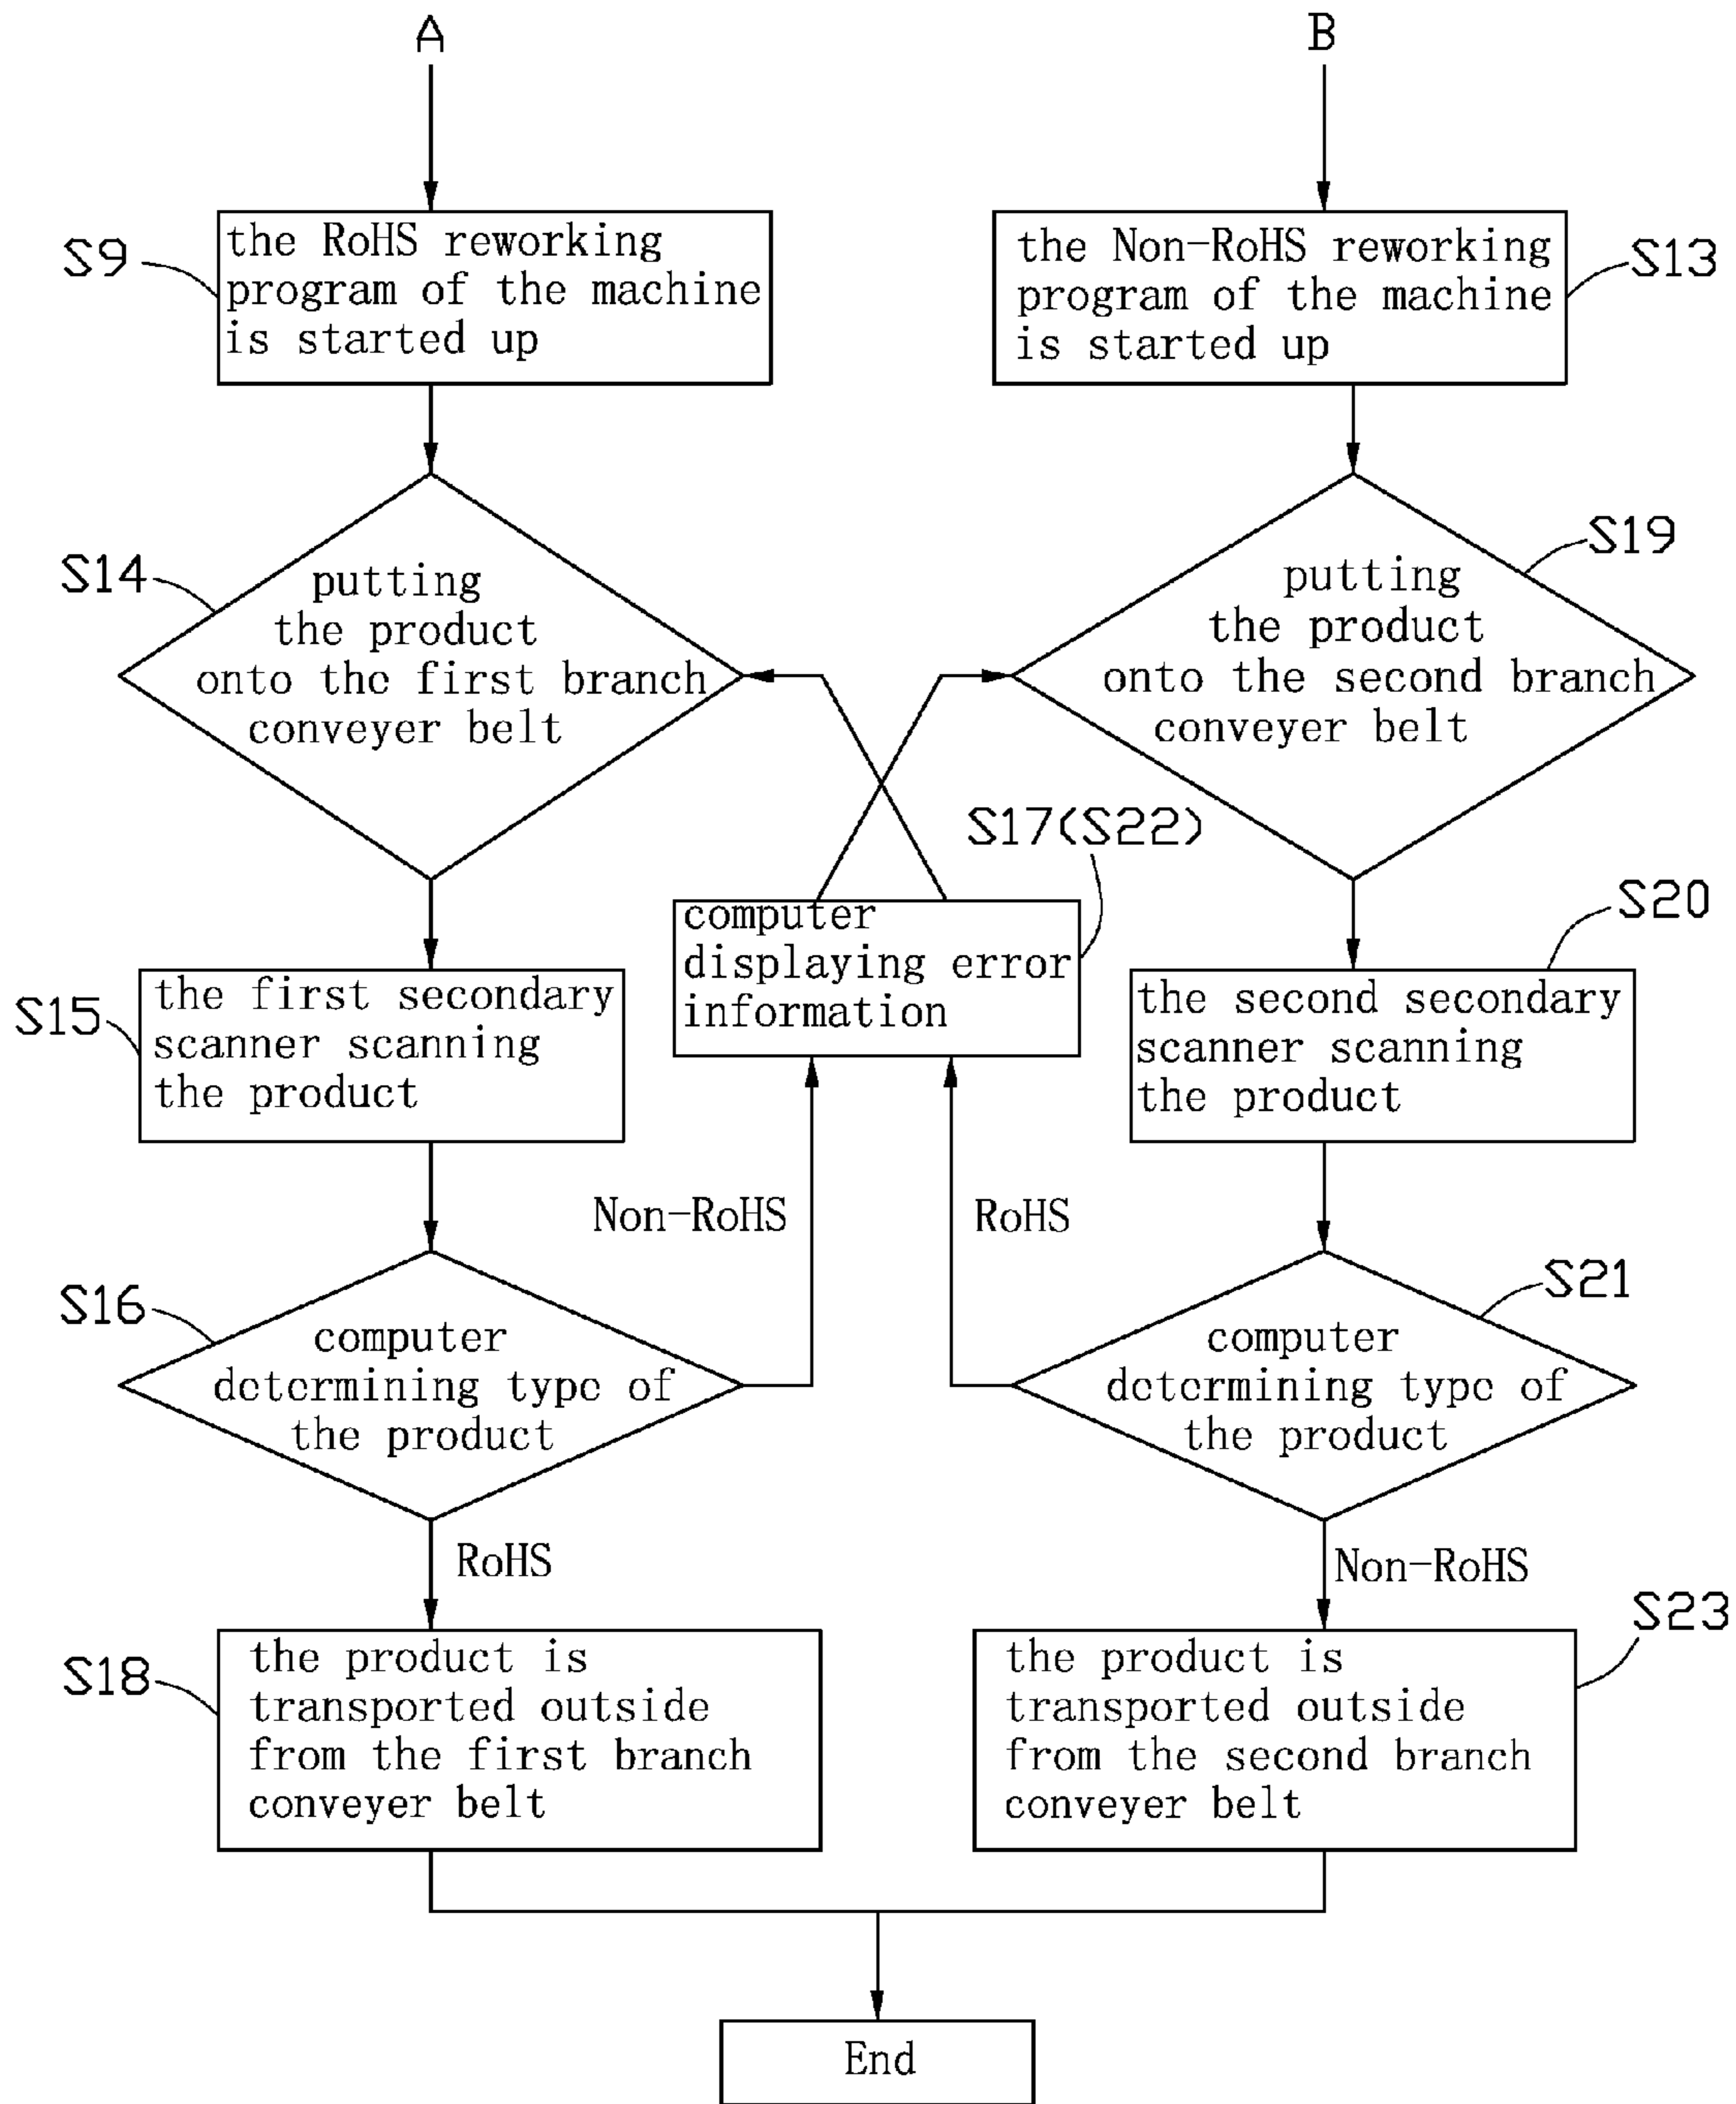 A
B
S9
the RoHS reworking
program of the machine
is started up
the Non-RoHS reworking
program of the machine
is started up
S13
S14
putting
the product
onto the first branch
conveyer belt
S19
putting
the product
onto the second branch
conveyer belt
S17(S22)
computer
displaying error
information
S15
the first secondary
scanner scanning
the product
S20
the second secondary
scanner scanning
the product
Non-RoHS
RoHS
S16
computer
determining type of
the product
S21
computer
determining type of
the product
RoHS
Non-RoHS
S18
the product is
transported outside
from the first branch
conveyer belt
S23
the product is
transported outside
from the second branch
conveyer belt
End